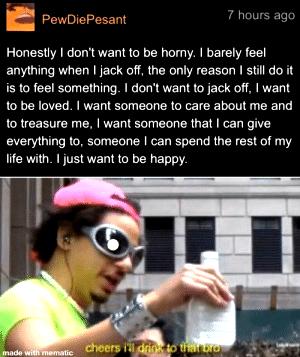 PewDiePesant
7 hours ago
Honestly I don't want to be horny. I barely feel
anything when I jack off, the only reason I still do it
is to feel something. I don't want to jack off, I want
to be loved. I want someone to care about me and
to treasure me, I want someone that I can give
everything to, someone I can spend the rest of my
life with. I just want to be happy.
cheers i'll drink to that bro
made with mematic